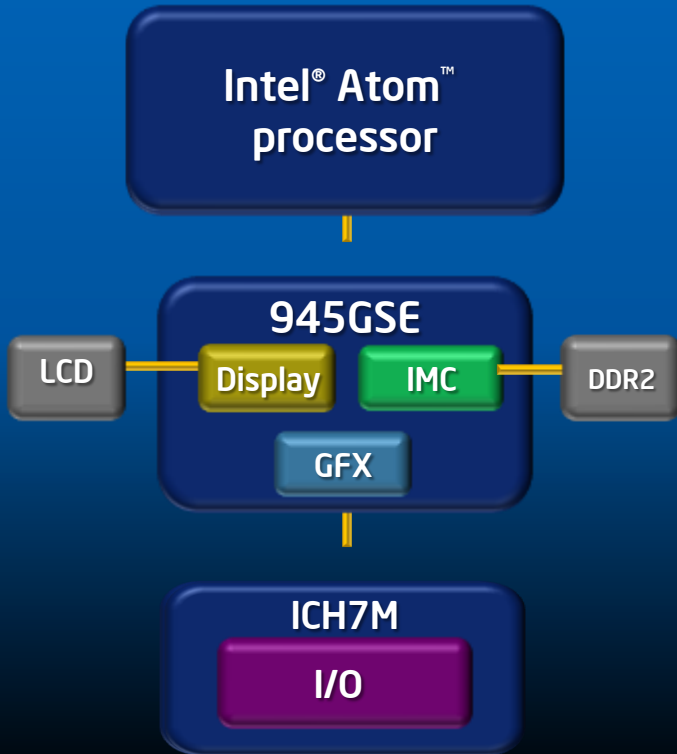 Intel® Atom™
processor
945GSE
LCD
Display
IMC
DDR2
GFX
ICH7M
I/O